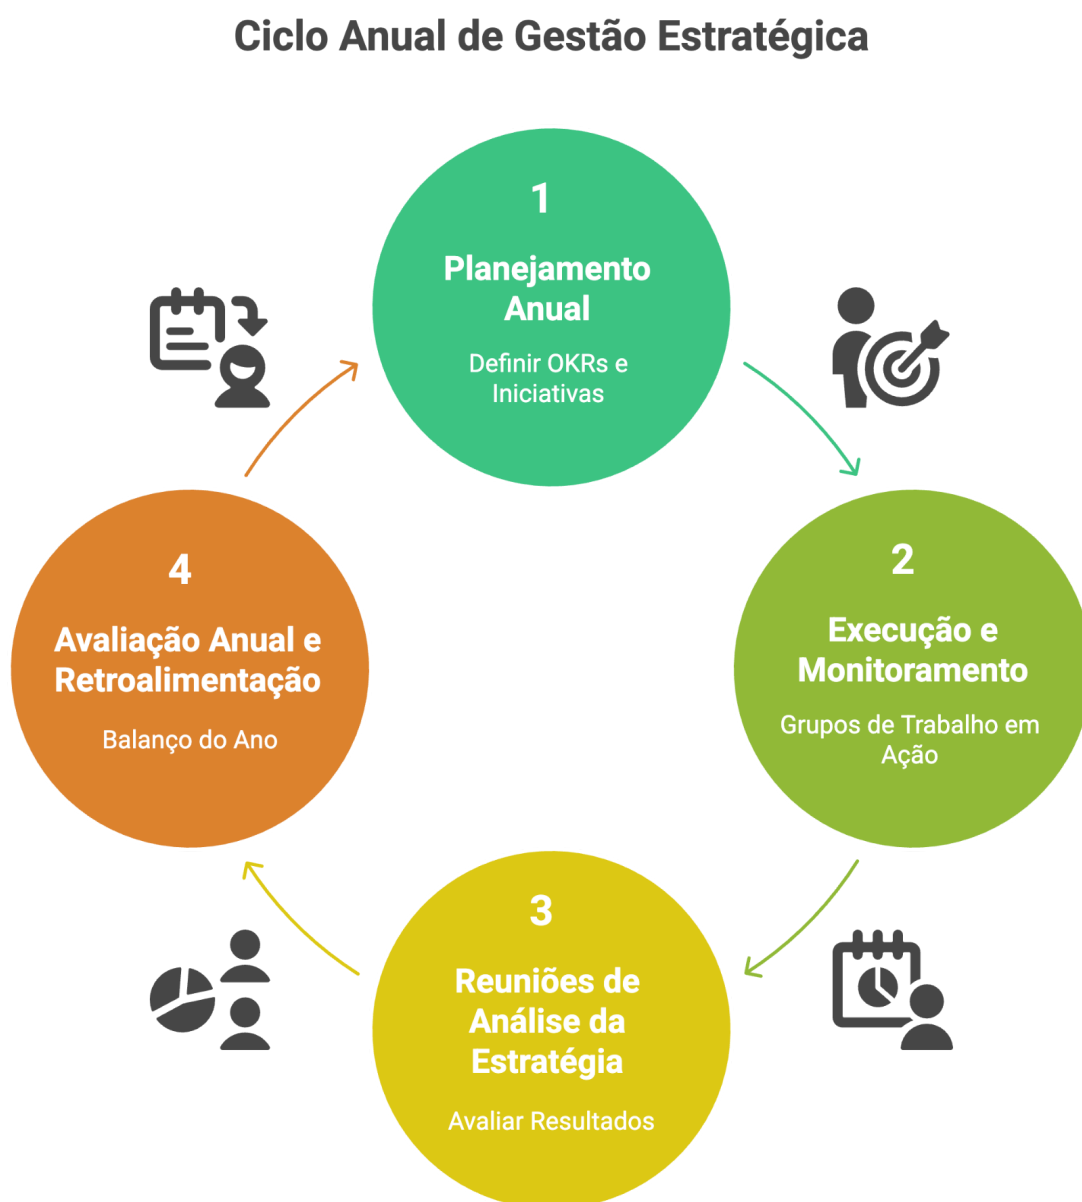 Ciclo Anual de Gestão Estratégica
1
Planejamento
Anual
Definir OKRs e
Iniciativas
2
Execução e
Monitoramento
Grupos de Trabalho em
Ação
3
Reuniões de
Análise da
Estratégia
Avaliar Resultados
4
Avaliação Anual e
Retroalimentação
Balanço do Ano